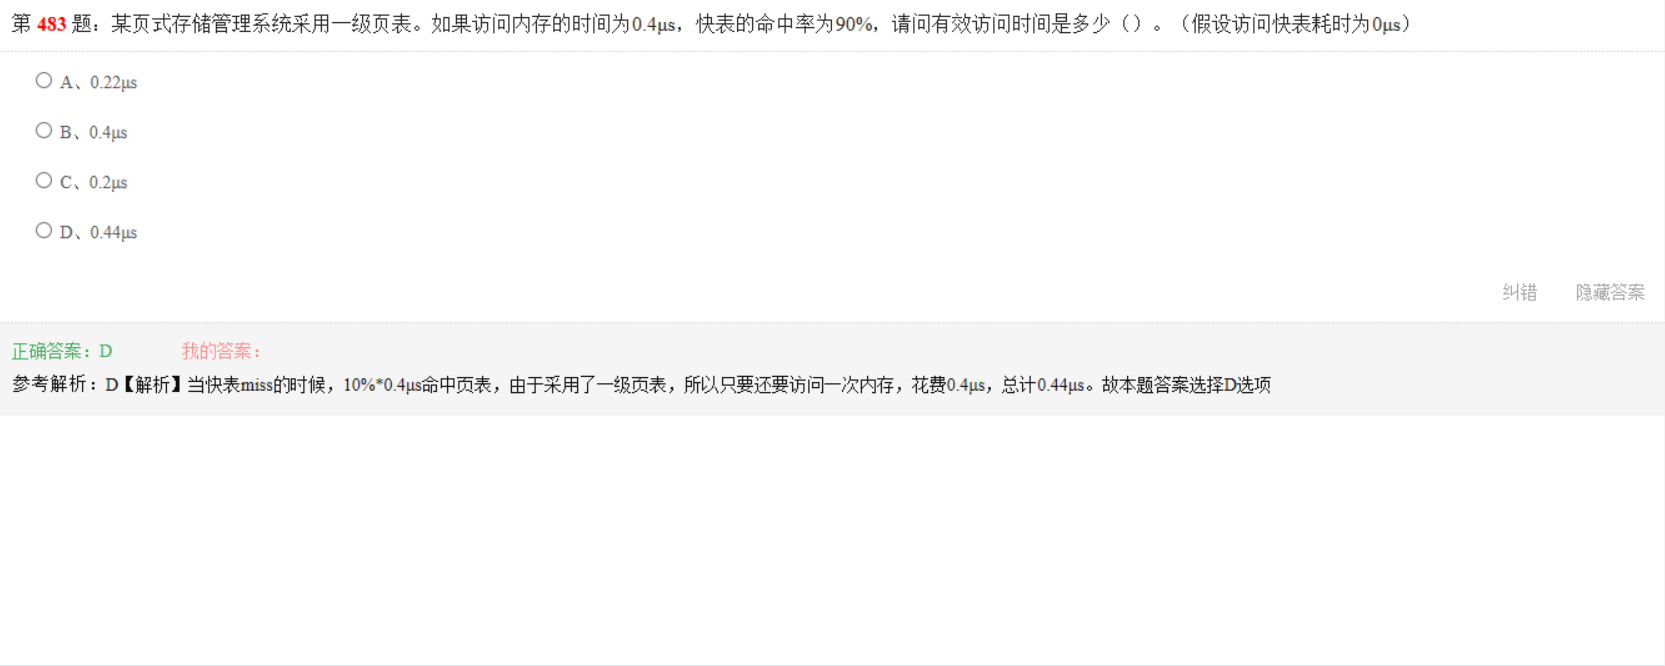 第 483 题：某页式存储管理系统采用一级页表。如果访问内存的时间为0.4μs，快表的命中率为90%，请问有效访问时间是多少（）。（假设访问快表耗时为0μs）
A、0.22μs
B、0.4μs
C、0.2μs
D、0.44μs
纠错 隐藏答案
正确答案：D 我的答案：
参考解析：D【解析】当快表miss的时候，10%*0.4μs命中页表，由于采用了一级页表，所以只要还要访问一次内存，花费0.4μs，总计0.44μs。故本题答案选择D选项